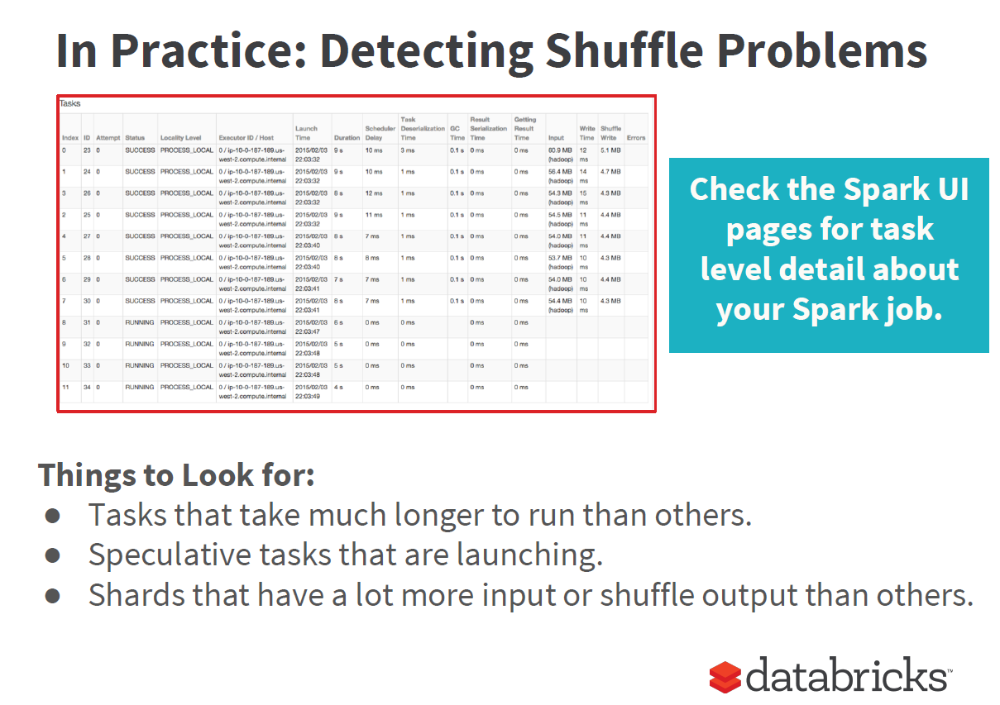 In Practice: Detecting Shuffle Problems
Tasks
Index ID Attempt Status Locality Level Executor ID / Host Launch Time Duration Scheduler Delay Task Deserialization Time GC Time Result Serialization Time Getting Result Time Input Write Time Shuffle Write Errors
0 23 0 SUCCESS PROCESS_LOCAL 0 / ip-10-0-187-189.us-west-2.compute.internal 2015/02/03 22:03:32 9 s 10 ms 3 ms 0.1 s 0 ms 0 ms 60.9 MB (hadoop) 12 ms 5.1 MB
1 24 0 SUCCESS PROCESS_LOCAL 0 / ip-10-0-187-189.us-west-2.compute.internal 2015/02/03 22:03:32 9 s 10 ms 1 ms 0.1 s 0 ms 0 ms 56.4 MB (hadoop) 14 ms 4.7 MB
3 26 0 SUCCESS PROCESS_LOCAL 0 / ip-10-0-187-189.us-west-2.compute.internal 2015/02/03 22:03:32 8 s 12 ms 1 ms 0.1 s 0 ms 0 ms 54.3 MB (hadoop) 15 ms 4.3 MB
2 25 0 SUCCESS PROCESS_LOCAL 0 / ip-10-0-187-189.us-west-2.compute.internal 2015/02/03 22:03:32 9 s 11 ms 1 ms 0.1 s 0 ms 0 ms 54.5 MB (hadoop) 11 ms 4.4 MB
4 27 0 SUCCESS PROCESS_LOCAL 0 / ip-10-0-187-189.us-west-2.compute.internal 2015/02/03 22:03:40 8 s 7 ms 1 ms 0.1 s 0 ms 0 ms 54.0 MB (hadoop) 11 ms 4.4 MB
5 28 0 SUCCESS PROCESS_LOCAL 0 / ip-10-0-187-189.us-west-2.compute.internal 2015/02/03 22:03:40 8 s 8 ms 1 ms 0.1 s 0 ms 0 ms 53.7 MB (hadoop) 10 ms 4.3 MB
6 29 0 SUCCESS PROCESS_LOCAL 0 / ip-10-0-187-189.us-west-2.compute.internal 2015/02/03 22:03:41 7 s 7 ms 1 ms 0.1 s 0 ms 0 ms 54.0 MB (hadoop) 10 ms 4.4 MB
7 30 0 SUCCESS PROCESS_LOCAL 0 / ip-10-0-187-189.us-west-2.compute.internal 2015/02/03 22:03:41 8 s 7 ms 1 ms 0.1 s 0 ms 0 ms 54.4 MB (hadoop) 10 ms 4.3 MB
8 31 0 RUNNING PROCESS_LOCAL 0 / ip-10-0-187-189.us-west-2.compute.internal 2015/02/03 22:03:47 6 s 0 ms 0 ms 0 ms 0 ms
9 32 0 RUNNING PROCESS_LOCAL 0 / ip-10-0-187-189.us-west-2.compute.internal 2015/02/03 22:03:48 5 s 0 ms 0 ms 0 ms 0 ms
10 33 0 RUNNING PROCESS_LOCAL 0 / ip-10-0-187-189.us-west-2.compute.internal 2015/02/03 22:03:48 5 s 0 ms 0 ms 0 ms 0 ms
11 34 0 RUNNING PROCESS_LOCAL 0 / ip-10-0-187-189.us-west-2.compute.internal 2015/02/03 22:03:49 4 s 0 ms 0 ms 0 ms 0 ms
Check the Spark UI
pages for task
level detail about
your Spark job.
Things to Look for:
● Tasks that take much longer to run than others.
● Speculative tasks that are launching.
● Shards that have a lot more input or shuffle output than others.
databricks™